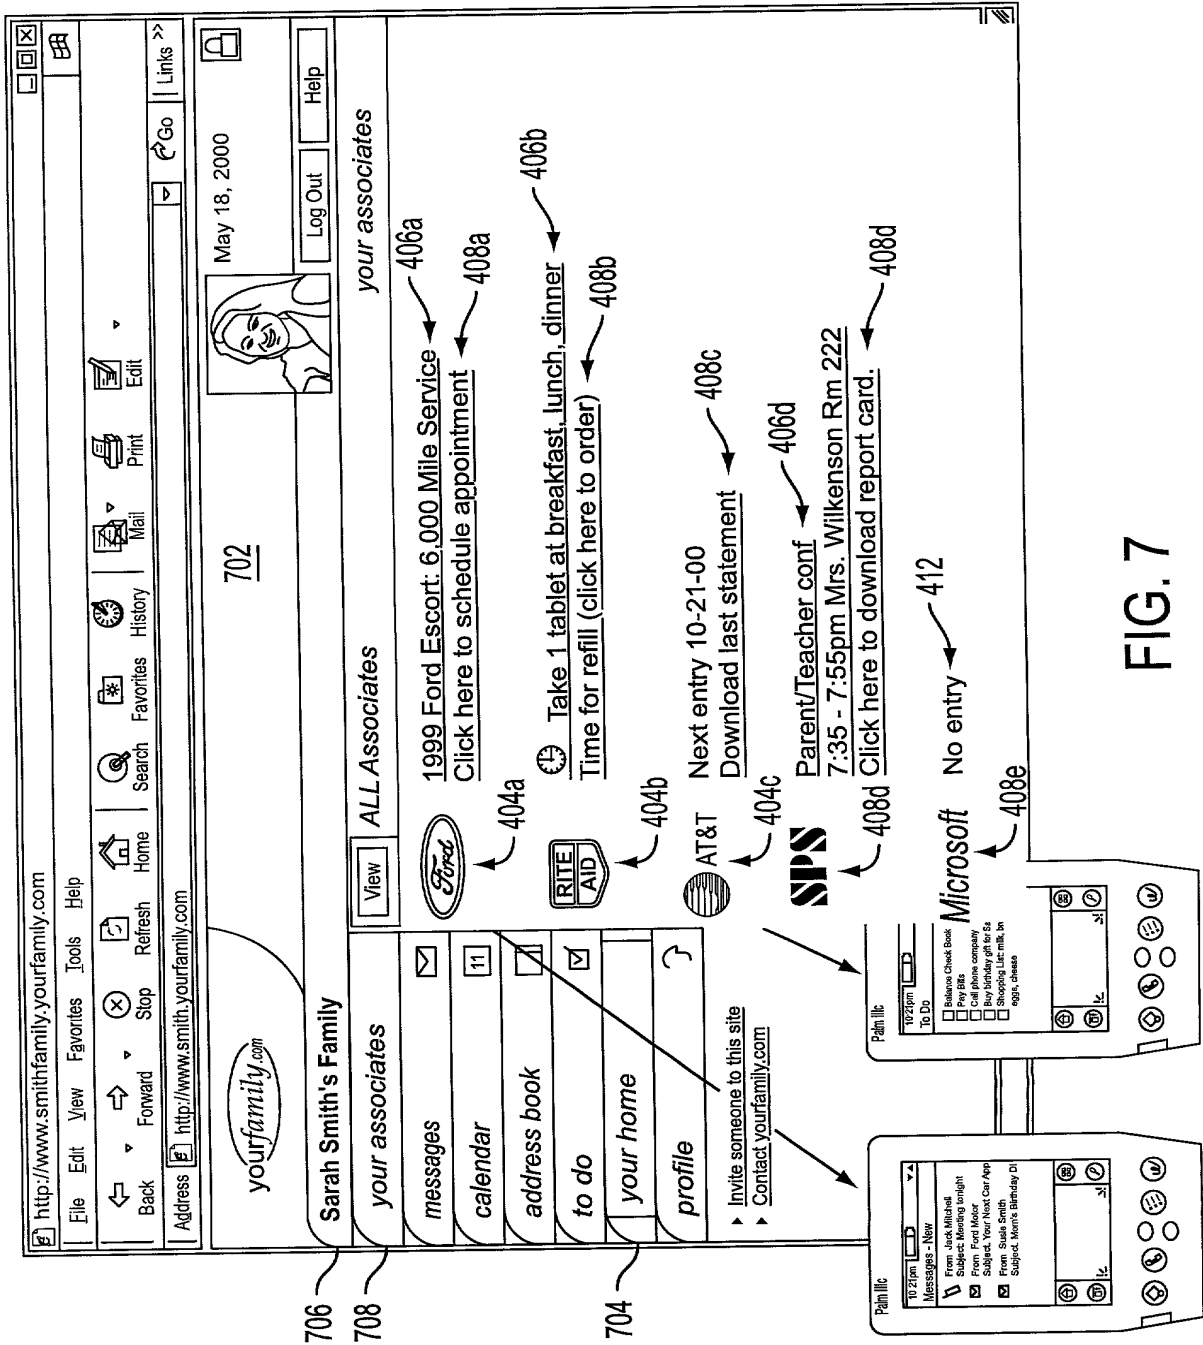 http://www.smithfamily.yourfamily.com
File Edit View Favorites Tools Help
Back Forward Stop Refresh Home Search Favorites History Mail Print Edit
Address http://www.smith.yourfamily.com Go Links >>
yourfamily.com
702
May 18, 2000
Log Out Help
706
Sarah Smith's Family
View ALL Associates your associates
708
your associates
messages
calendar 11
address book
to do
704
your home
profile
Invite someone to this site
Contact yourfamily.com
Ford
404a
1999 Ford Escort: 6,000 Mile Service
406a
Click here to schedule appointment
408a
RITE AID
404b
Take 1 tablet at breakfast, lunch, dinner
406b
Time for refill (click here to order)
408b
AT&T
404c
Next entry 10-21-00
Download last statement
408c
SPS
408d
Parent/Teacher conf
406d
7:35 - 7:55pm Mrs. Wilkenson Rm 222
Click here to download report card.
408d
Microsoft
408e
No entry
412
Palm IIIc
10:21pm
Messages - New
From Jack Mitchell
Subject: Meeting tonight
From Ford Motor
Subject. Your Next Car App
From Susie Smith
Subject. Mom's Birthday Di
Palm IIIc
10:21pm
To Do
Balance Check Book
Pay Bills
Call phone company
Buy birthday gift for Sa
Shopping List: milk, bn
eggs, cheese
FIG. 7